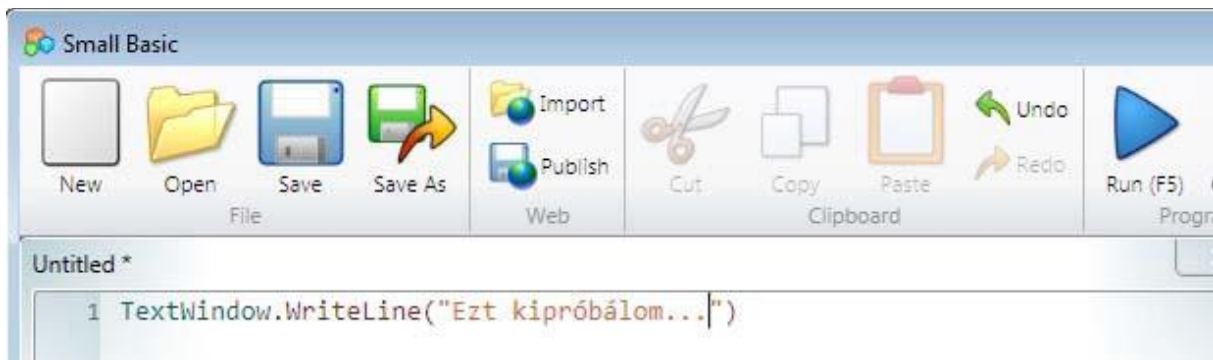 Small Basic
New Open Save Save As Import Publish Cut Copy Paste Undo Redo Run (F5)
File Web Clipboard
Untitled *
1 TextWindow.WriteLine("Ezt kipróbálom...")